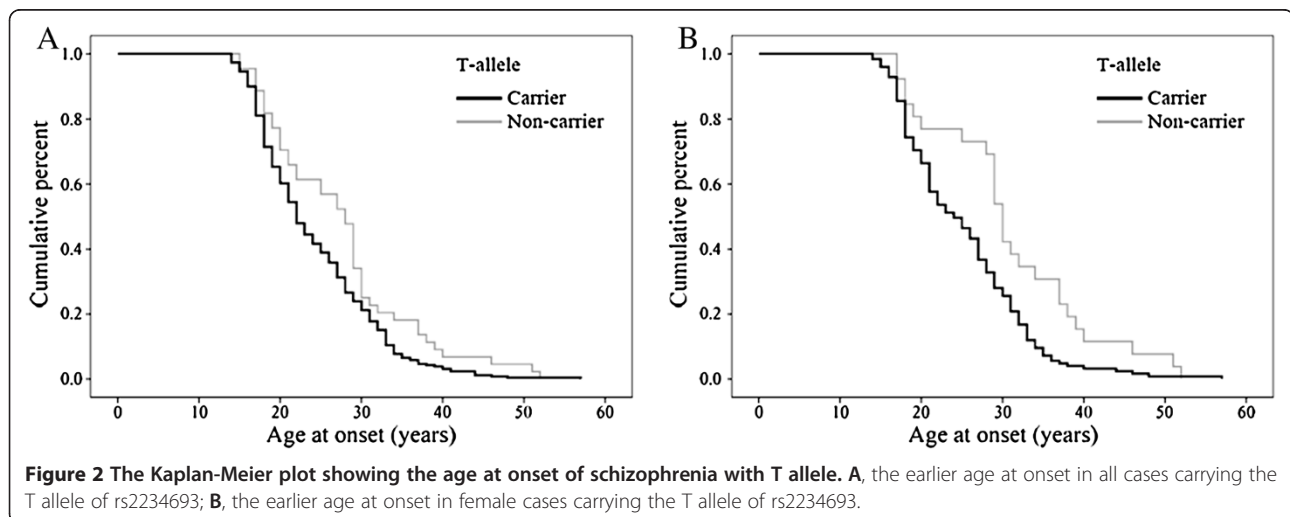 A
T-allele
Carrier
Non-carrier
Cumulative percent
1.0
0.8
0.6
0.4
0.2
0.0
0 10 20 30 40 50 60
Age at onset (years)
B
T-allele
Carrier
Non-carrier
Cumulative percent
1.0
0.8
0.6
0.4
0.2
0.0
0 10 20 30 40 50 60
Age at onset (years)
Figure 2 The Kaplan-Meier plot showing the age at onset of schizophrenia with T allele. A, the earlier age at onset in all cases carrying the
T allele of rs2234693; B, the earlier age at onset in female cases carrying the T allele of rs2234693.